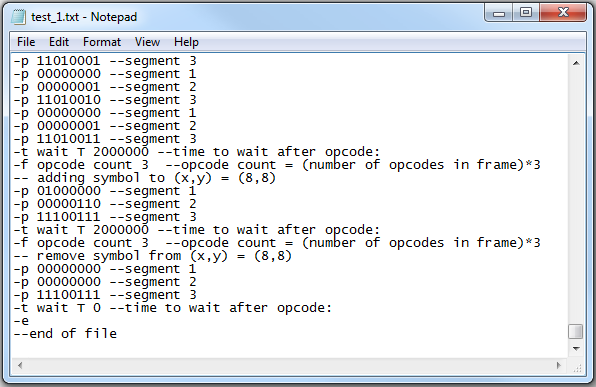 test_1.txt - Notepad
File Edit Format View Help
-p 11010001 --segment 3
-p 00000000 --segment 1
-p 00000001 --segment 2
-p 11010010 --segment 3
-p 00000000 --segment 1
-p 00000001 --segment 2
-p 11010011 --segment 3
-t wait T 2000000 --time to wait after opcode:
-f opcode count 3  --opcode count = (number of opcodes in frame)*3
-- adding symbol to (x,y) = (8,8)
-p 01000000 --segment 1
-p 00000110 --segment 2
-p 11100111 --segment 3
-t wait T 2000000 --time to wait after opcode:
-f opcode count 3  --opcode count = (number of opcodes in frame)*3
-- remove symbol from (x,y) = (8,8)
-p 00000000 --segment 1
-p 00000000 --segment 2
-p 11100111 --segment 3
-t wait T 0 --time to wait after opcode:
-e
--end of file